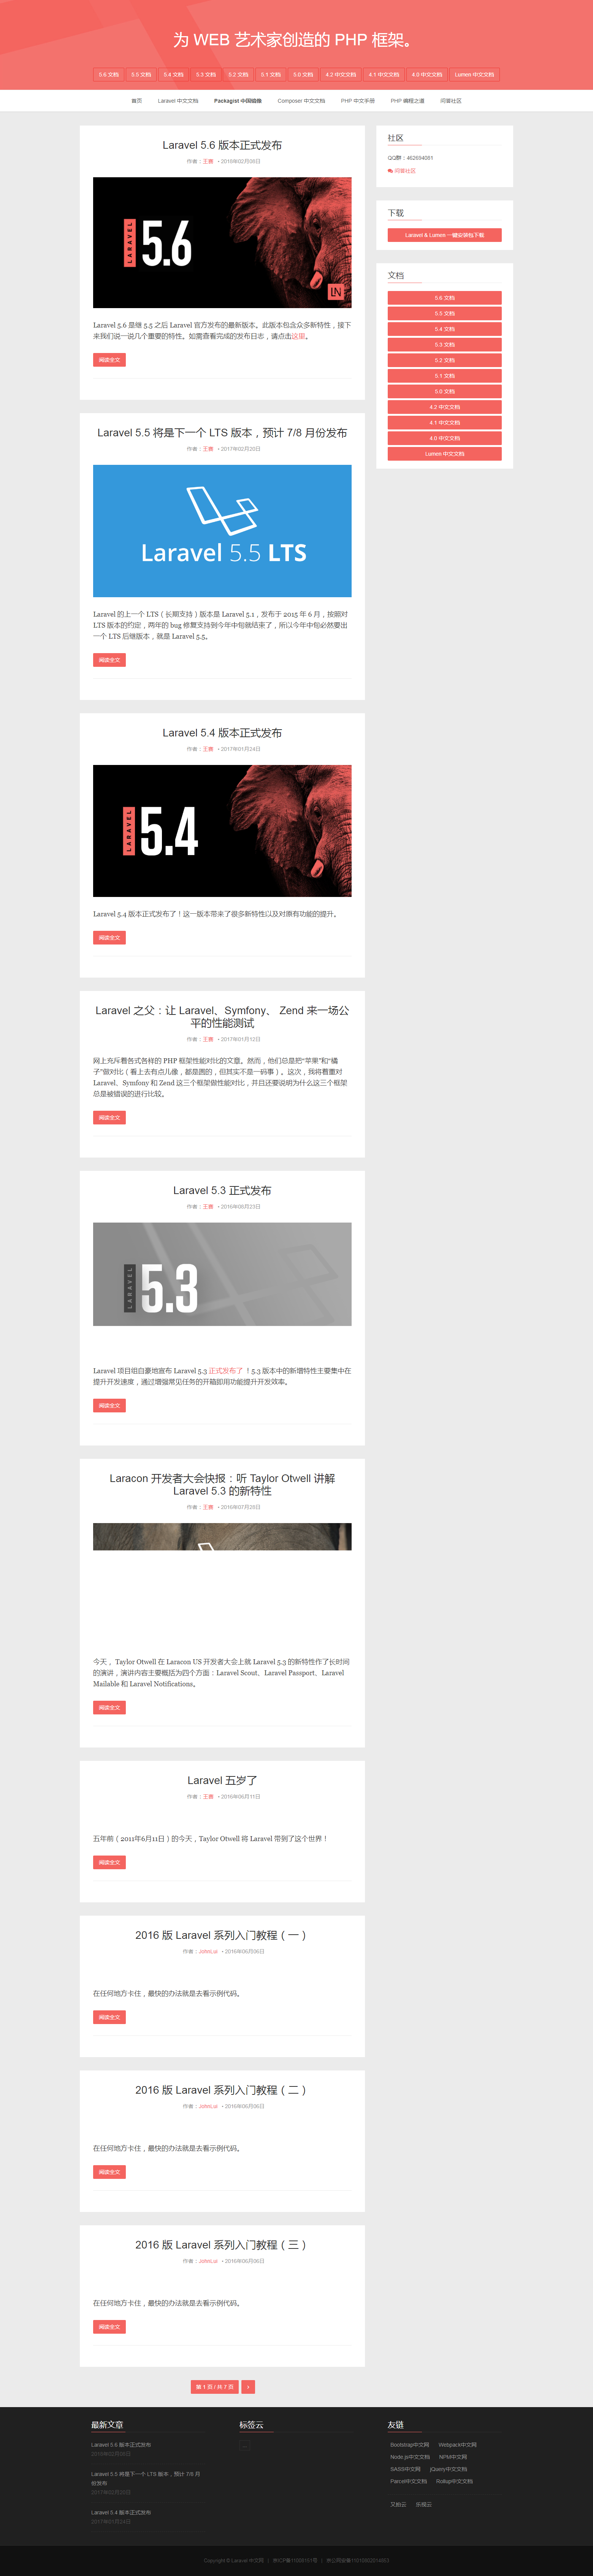 为 WEB 艺术家创造的 PHP 框架。
5.6 文档 5.5 文档 5.4 文档 5.3 文档 5.2 文档 5.1 文档 5.0 文档 4.2 中文文档 4.1 中文文档 4.0 中文文档 Lumen 中文文档
首页 Laravel 中文文档 Packagist 中国镜像 Composer 中文文档 PHP 中文手册 PHP 编程之道 问答社区
Laravel 5.6 版本正式发布
作者：王赛 • 2018年02月08日
LARAVEL 5.6
LN
Laravel 5.6 是继 5.5 之后 Laravel 官方发布的最新版本。此版本包含众多新特性，接下
来我们说一说几个重要的特性。如需查看完成的发布日志，请点击这里。
阅读全文
Laravel 5.5 将是下一个 LTS 版本，预计 7/8 月份发布
作者：王赛 • 2017年02月20日
Laravel 5.5 LTS
Laravel 的上一个 LTS（长期支持）版本是 Laravel 5.1，发布于 2015 年 6 月，按照对
LTS 版本的约定，两年的 bug 修复支持到今年中旬就结束了，所以今年中旬必然要出
一个 LTS 后继版本，就是 Laravel 5.5。
阅读全文
Laravel 5.4 版本正式发布
作者：王赛 • 2017年01月24日
LARAVEL 5.4
Laravel 5.4 版本正式发布了！这一版本带来了很多新特性以及对原有功能的提升。
阅读全文
Laravel 之父：让 Laravel、Symfony、 Zend 来一场公
平的性能测试
作者：王赛 • 2017年01月12日
网上充斥着各式各样的 PHP 框架性能对比的文章。然而，他们总是把“苹果”和“橘
子”做对比（看上去有点儿像，都是圆的，但其实不是一码事）。这次，我将着重对
Laravel、Symfony 和 Zend 这三个框架做性能对比，并且还要说明为什么这三个框架
总是被错误的进行比较。
阅读全文
Laravel 5.3 正式发布
作者：王赛 • 2016年08月23日
LARAVEL 5.3
Laravel 项目组自豪地宣布 Laravel 5.3 正式发布了 ！5.3 版本中的新增特性主要集中在
提升开发速度，通过增强常见任务的开箱即用功能提升开发效率。
阅读全文
Laracon 开发者大会快报：听 Taylor Otwell 讲解
Laravel 5.3 的新特性
作者：王赛 • 2016年07月28日
今天， Taylor Otwell 在 Laracon US 开发者大会上就 Laravel 5.3 的新特性作了长时间
的演讲，演讲内容主要概括为四个方面：Laravel Scout、Laravel Passport、Laravel
Mailable 和 Laravel Notifications。
阅读全文
Laravel 五岁了
作者：王赛 • 2016年06月11日
五年前（2011年6月11日）的今天，Taylor Otwell 将 Laravel 带到了这个世界！
阅读全文
2016 版 Laravel 系列入门教程（一）
作者：JohnLui • 2016年06月06日
在任何地方卡住，最快的办法就是去看示例代码。
阅读全文
2016 版 Laravel 系列入门教程（二）
作者：JohnLui • 2016年06月06日
在任何地方卡住，最快的办法就是去看示例代码。
阅读全文
2016 版 Laravel 系列入门教程（三）
作者：JohnLui • 2016年06月06日
在任何地方卡住，最快的办法就是去看示例代码。
阅读全文
第 1 页 / 共 7 页
社区
QQ群：462694081
问答社区
下载
Laravel & Lumen 一键安装包下载
文档
5.6 文档
5.5 文档
5.4 文档
5.3 文档
5.2 文档
5.1 文档
5.0 文档
4.2 中文文档
4.1 中文文档
4.0 中文文档
Lumen 中文文档
最新文章
Laravel 5.6 版本正式发布
2018年02月08日
Laravel 5.5 将是下一个 LTS 版本，预计 7/8 月
份发布
2017年02月20日
Laravel 5.4 版本正式发布
2017年01月24日
标签云
...
友链
Bootstrap中文网 Webpack中文网
Node.js中文文档 NPM中文网
SASS中文网 jQuery中文文档
Parcel中文文档 Rollup中文文档
又拍云 乐视云
Copyright © Laravel 中文网 |